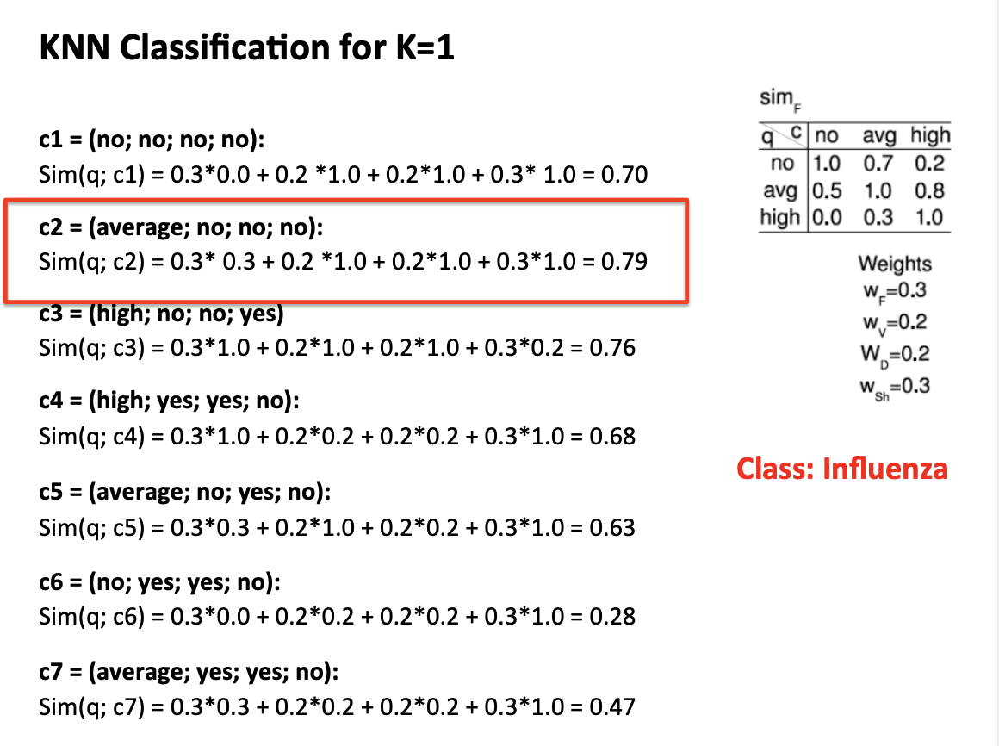 KNN Classification for K=1
c1 = (no; no; no; no):
Sim(q; c1) = 0.3*0.0 + 0.2 *1.0 + 0.2*1.0 + 0.3* 1.0 = 0.70
c2 = (average; no; no; no):
Sim(q; c2) = 0.3* 0.3 + 0.2 *1.0 + 0.2*1.0 + 0.3*1.0 = 0.79
c3 = (high; no; no; yes)
Sim(q; c3) = 0.3*1.0 + 0.2*1.0 + 0.2*1.0 + 0.3*0.2 = 0.76
c4 = (high; yes; yes; no):
Sim(q; c4) = 0.3*1.0 + 0.2*0.2 + 0.2*0.2 + 0.3*1.0 = 0.68
c5 = (average; no; yes; no):
Sim(q; c5) = 0.3*0.3 + 0.2*1.0 + 0.2*0.2 + 0.3*1.0 = 0.63
c6 = (no; yes; yes; no):
Sim(q; c6) = 0.3*0.0 + 0.2*0.2 + 0.2*0.2 + 0.3*1.0 = 0.28
c7 = (average; yes; yes; no):
Sim(q; c7) = 0.3*0.3 + 0.2*0.2 + 0.2*0.2 + 0.3*1.0 = 0.47
simF
q c no avg high
no 1.0 0.7 0.2
avg 0.5 1.0 0.8
high 0.0 0.3 1.0
Weights
wF=0.3
wV=0.2
WD=0.2
wSh=0.3
Class: Influenza